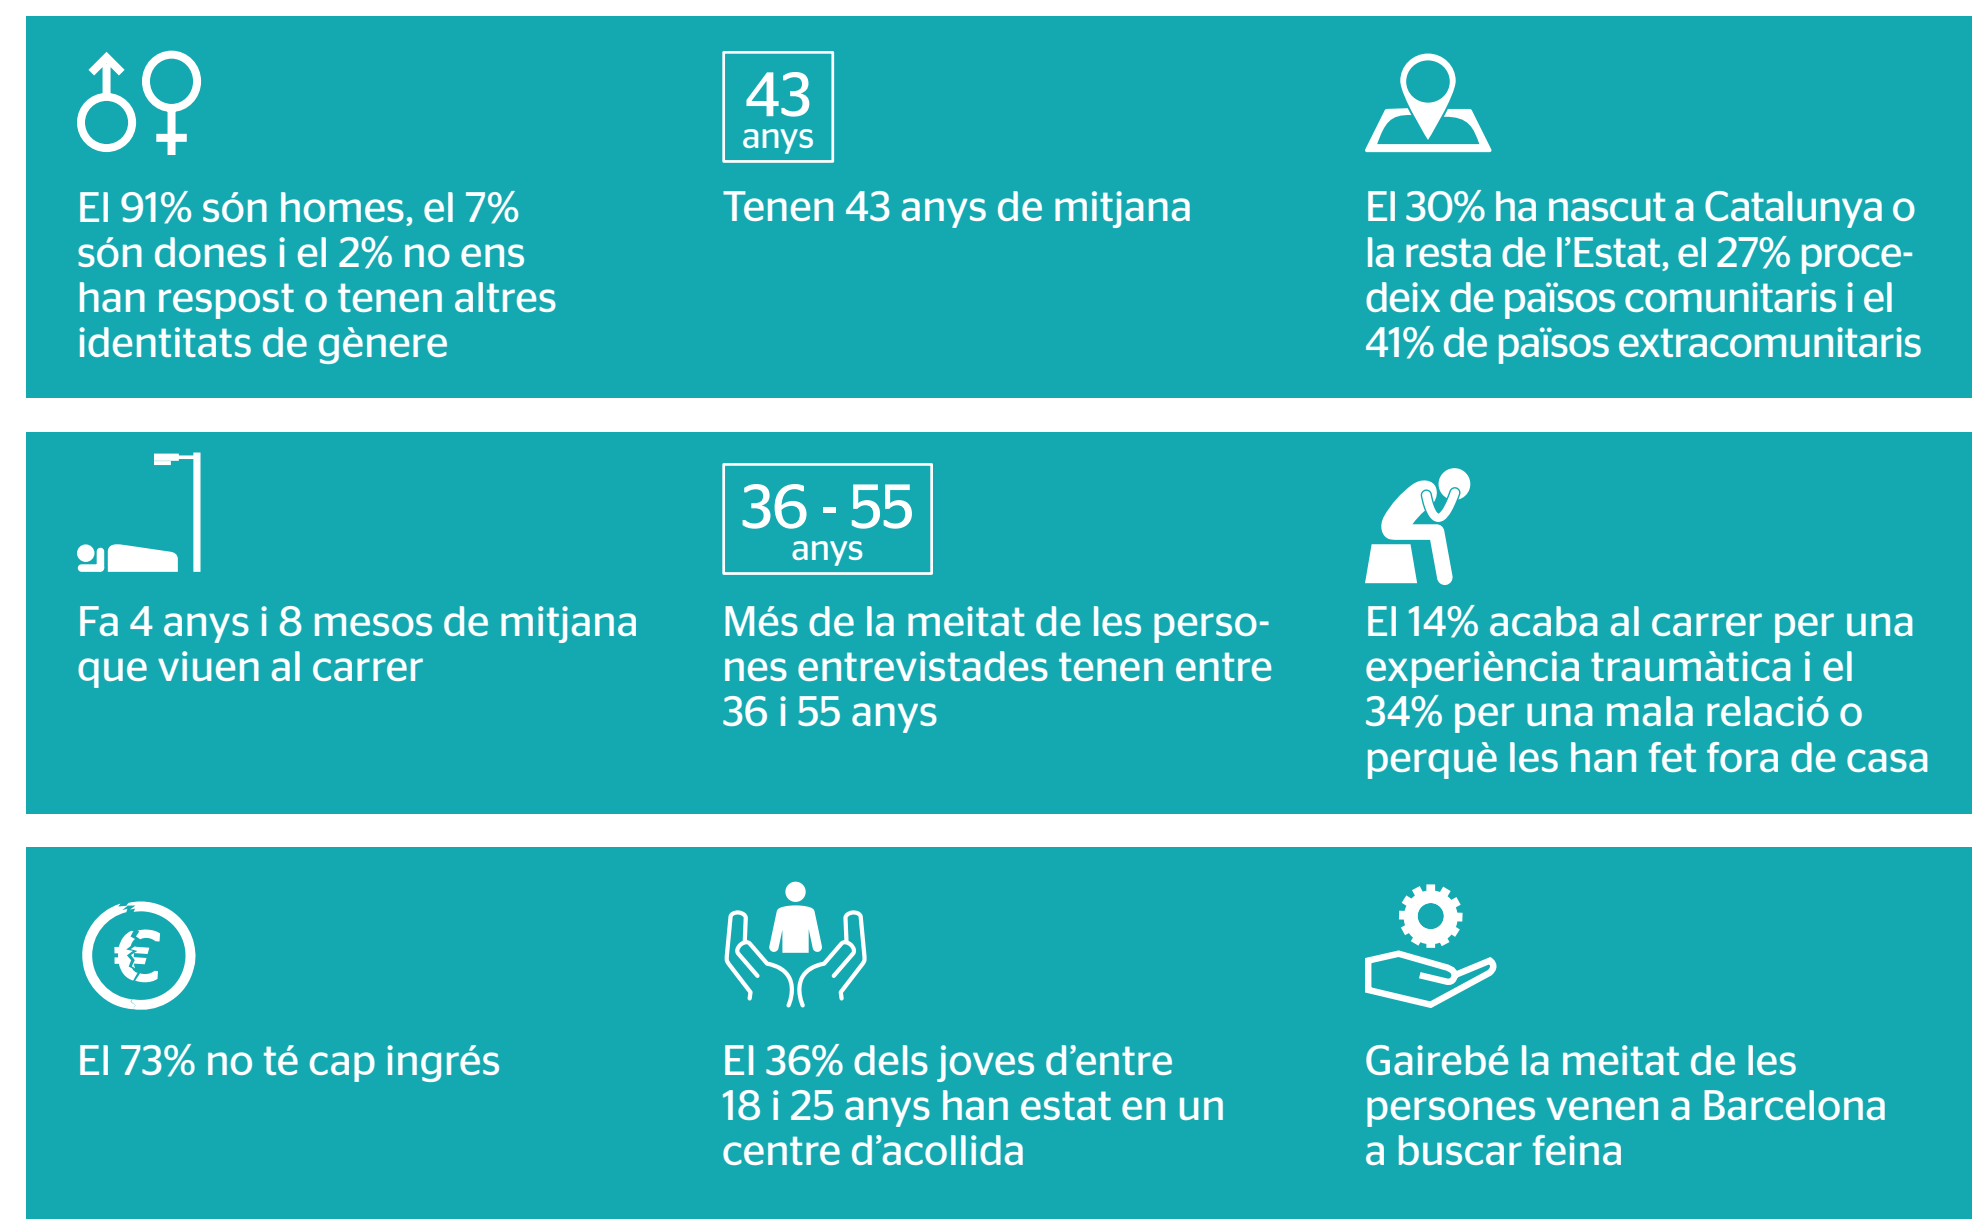 El 91% són homes, el 7%
són dones i el 2% no ens
han respost o tenen altres
identitats de gènere
43
anys
Tenen 43 anys de mitjana
El 30% ha nascut a Catalunya o
la resta de l’Estat, el 27% proce-
deix de països comunitaris i el
41% de països extracomunitaris
Fa 4 anys i 8 mesos de mitjana
que viuen al carrer
36 - 55
anys
Més de la meitat de les perso-
nes entrevistades tenen entre
36 i 55 anys
El 14% acaba al carrer per una
experiència traumàtica i el
34% per una mala relació o
perquè les han fet fora de casa
€
El 73% no té cap ingrés
El 36% dels joves d’entre
18 i 25 anys han estat en un
centre d’acollida
Gairebé la meitat de les
persones venen a Barcelona
a buscar feina